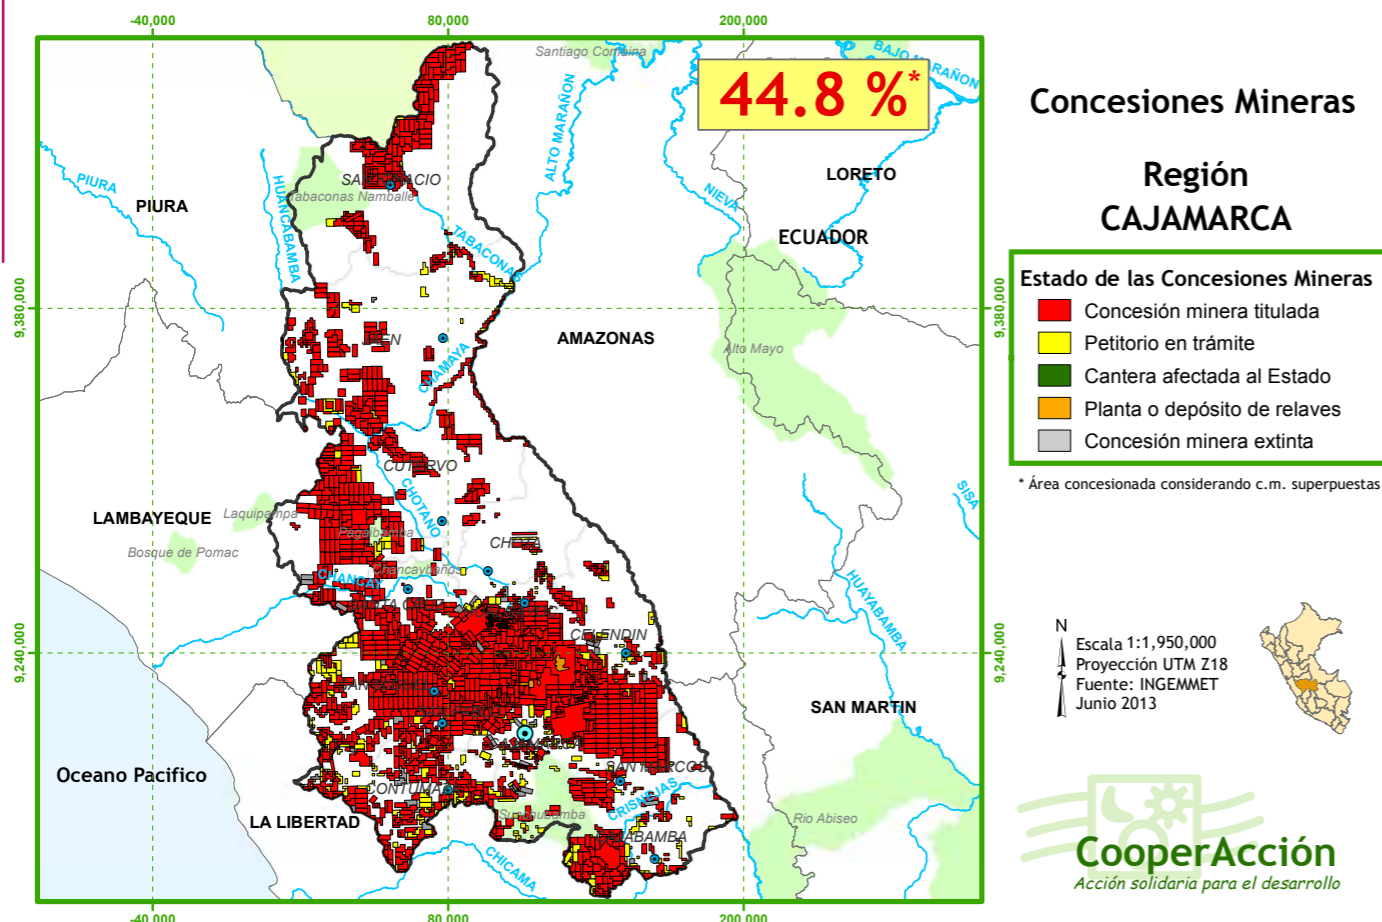 -40,000
80,000
200,000
Santiago Comaina
BAJO MARAÑON
44.8 %*
ALTO MARAÑON
PIURA
PIURA
HUANCABAMBA
Tabaconas Namballe
NIEVA
LORETO
ECUADOR
TABACONAS
9,380,000
9,380,000
AMAZONAS
Alto Mayo
CHAMAYA
CUTERVO
CHOTANO
LAMBAYEQUE
Laquipampa
Bosque de Pomac
Pagaibamba
Chancaybaños
CHANCAY
SISA
HUAYABAMBA
CELENDIN
9,240,000
9,240,000
SAN MARTIN
Oceano Pacifico
CONTUMA
CRISNEJAS
LA LIBERTAD
Rio Abiseo
CHICAMA
-40,000
80,000
200,000
Concesiones Mineras
Región
CAJAMARCA
Estado de las Concesiones Mineras
Concesión minera titulada
Petitorio en trámite
Cantera afectada al Estado
Planta o depósito de relaves
Concesión minera extinta
* Área concesionada considerando c.m. superpuestas
N
Escala 1:1,950,000
Proyección UTM Z18
Fuente: INGEMMET
Junio 2013
CooperAcción
Acción solidaria para el desarrollo